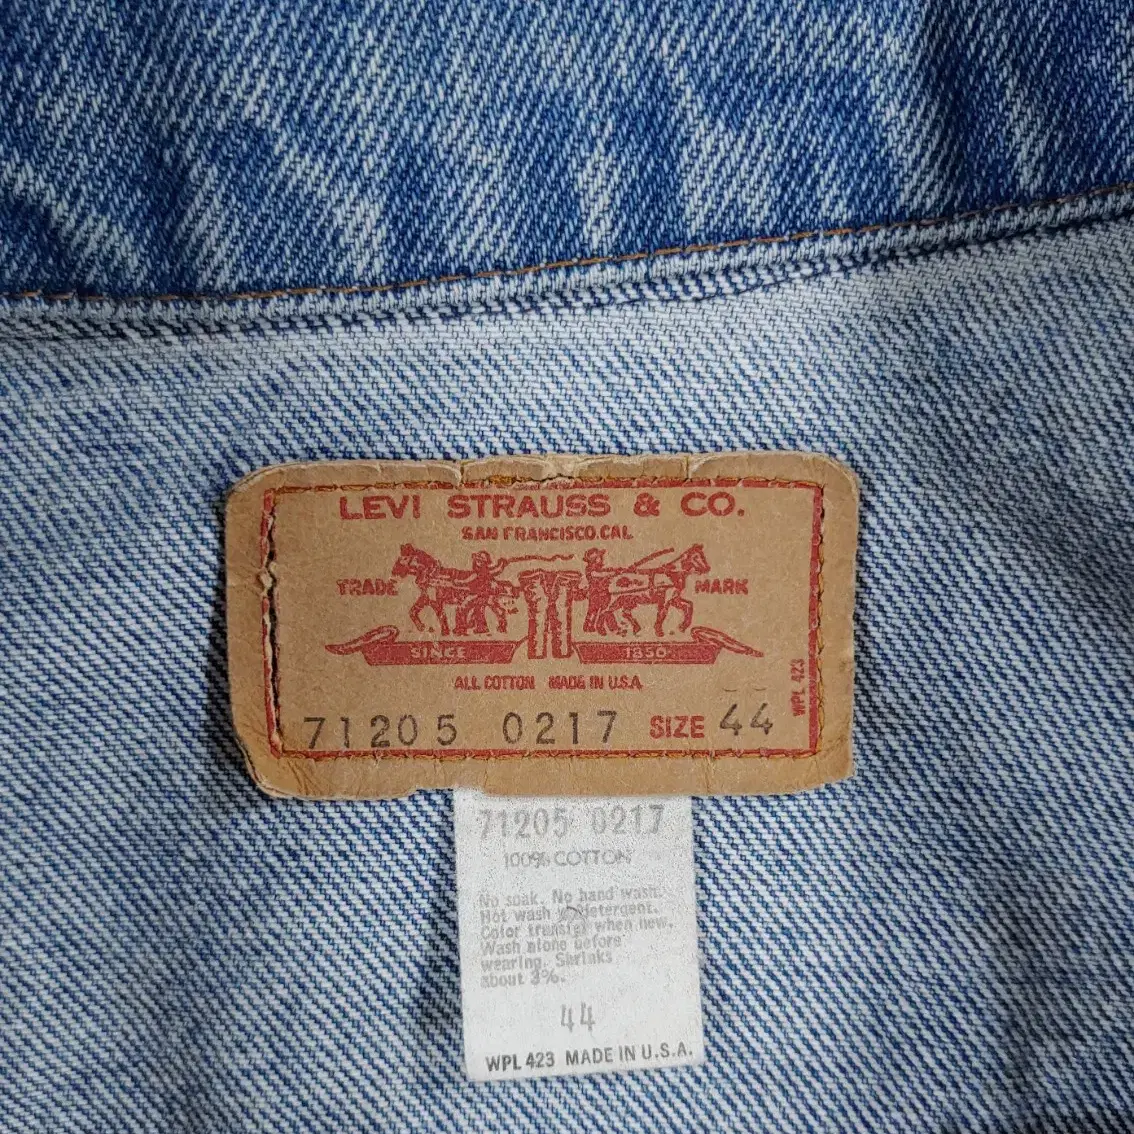 LEVI STRAUSS & CO.
SAN FRANCISCO, CAL
TRADE MARK
SINCE 1850
ALL COTTON MADE IN U.S.A.
WPL 423
71205 0217 SIZE 44
71205 0217
100% COTTON
No soak. No hand wash.
Hot wash detergent.
Color transfer when new.
Wash alone before
wearing. Shrinks
about 3%.
44
WPL 423 MADE IN U.S.A.